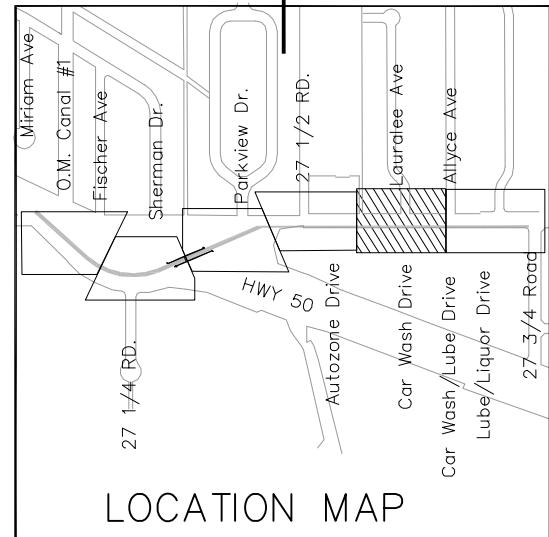 Miriam Ave
O.M. Canal #1
Fischer Ave
Sherman Dr.
Parkview Dr.
27 1/2 RD.
Lauralee Ave
Allyce Ave
HWY 50
27 1/4 RD.
Autozone Drive
Car Wash Drive
Car Wash/Lube Drive
Lube/Liquor Drive
27 3/4 Road
LOCATION MAP